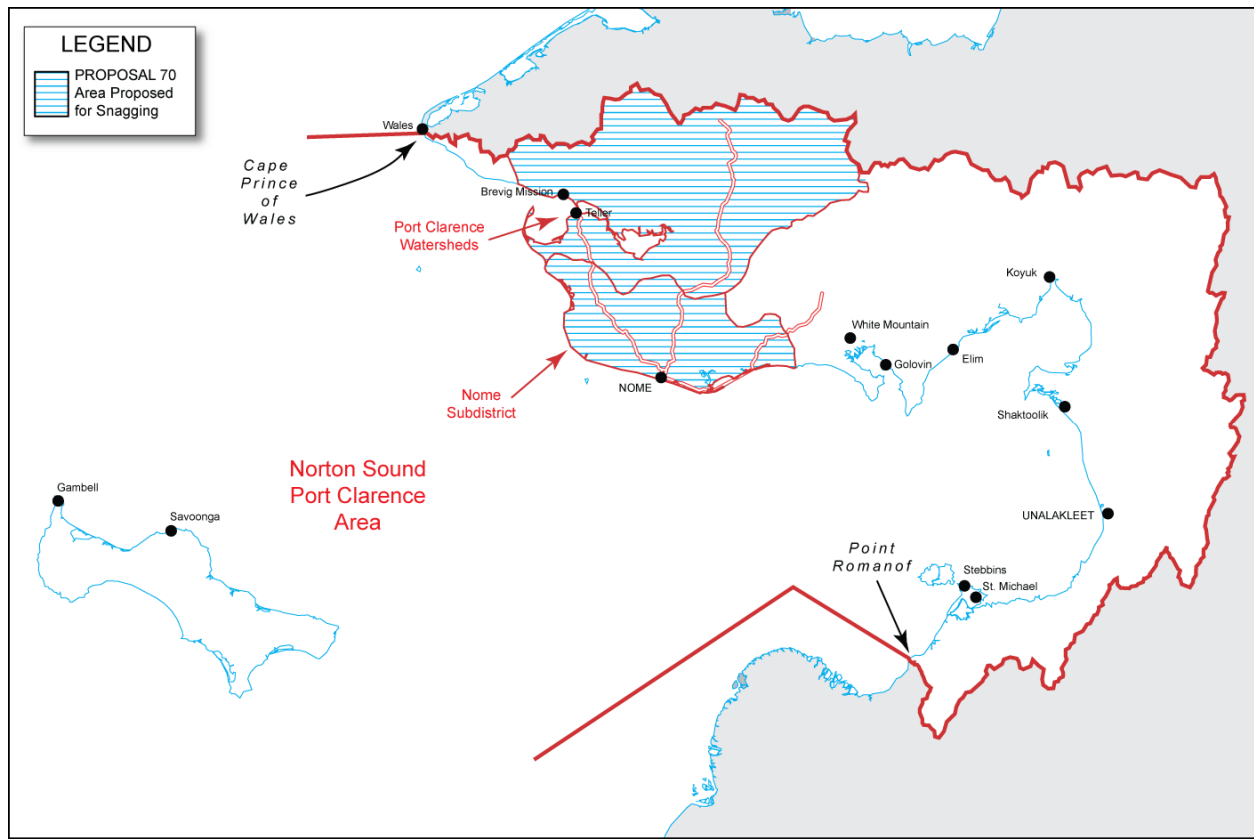 LEGEND
PROPOSAL 70
Area Proposed
for Snagging
Wales
Cape
Prince
of
Wales
Brevig Mission
Teller
Port Clarence
Watersheds
Koyuk
White Mountain
Golovin
Elim
NOME
Nome
Subdistrict
Shaktoolik
Norton Sound
Port Clarence
Area
Gambell
Savoonga
UNALAKLEET
Point
Romanof
Stebbins
St. Michael